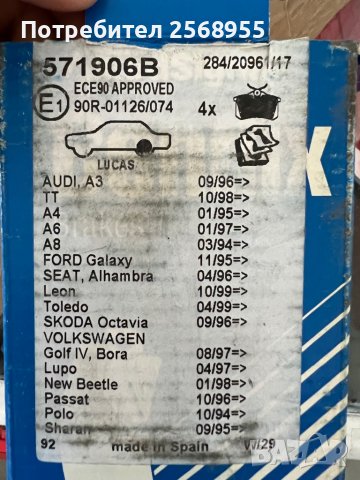 Потребител 2568955
571906B 284/20961/17
ECE90 APPROVED
E1 90R-01126/074 4x
LUCAS
AUDI, A3 09/96=>
TT 10/98=>
A4 01/95=>
A6 01/97=>
A8 03/94=>
FORD Galaxy 11/95=>
SEAT, Alhambra 04/96=>
Leon 10/99=>
Toledo 04/99=>
SKODA Octavia 09/96=>
VOLKSWAGEN
Golf IV, Bora 08/97=>
Lupo 04/97=>
New Beetle 01/98=>
Passat 10/96=>
Polo 10/94=>
Sharan 09/95=>
92 made in Spain W/29
BAZAR